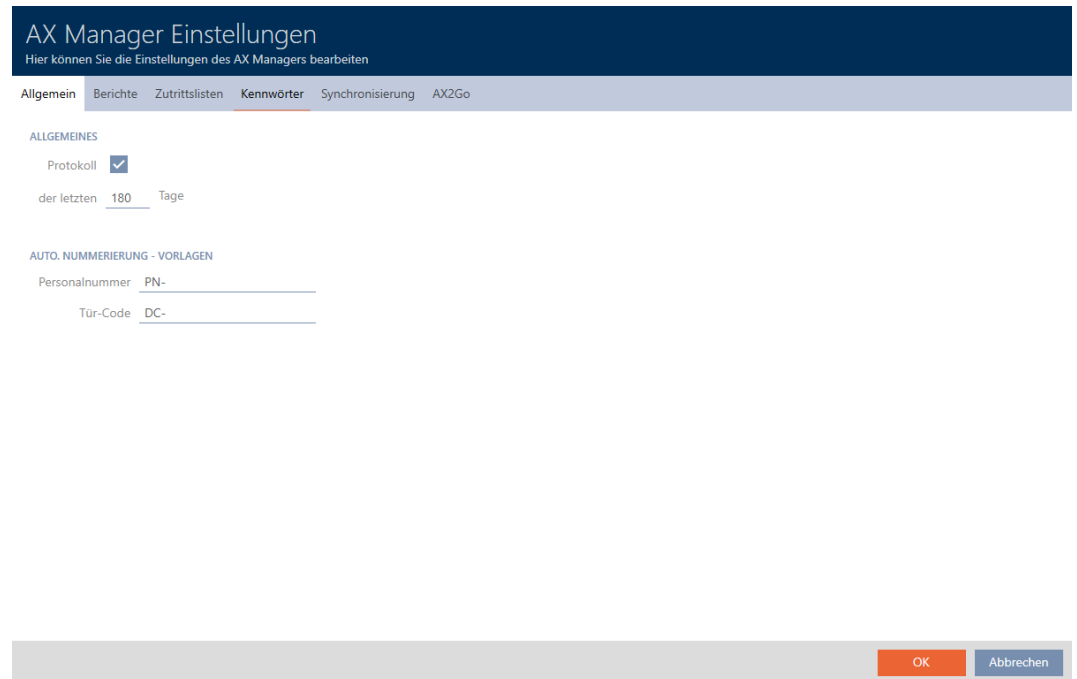 AX Manager Einstellungen
Hier können Sie die Einstellungen des AX Managers bearbeiten
Allgemein Berichte Zutrittslisten Kennwörter Synchronisierung AX2Go
ALLGEMEINES
Protokoll
der letzten 180 Tage
AUTO. NUMMERIERUNG - VORLAGEN
Personalnummer PN-
Tür-Code DC-
OK Abbrechen